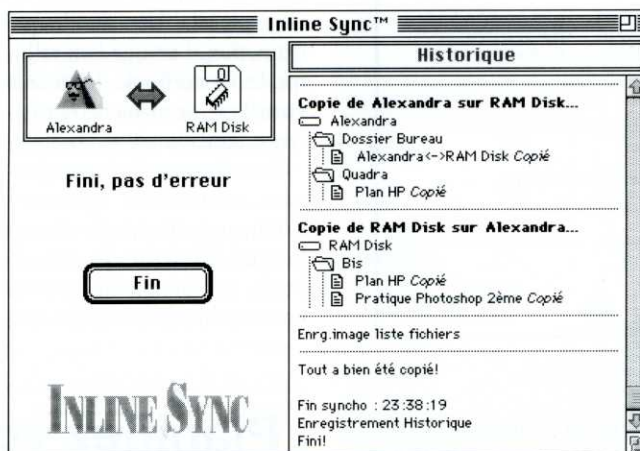 Inline Sync™
Alexandra
RAM Disk
Fini, pas d'erreur
Fin
INLINE SYNC
Historique
Copie de Alexandra sur RAM Disk...
Alexandra
Dossier Bureau
Alexandra<->RAM Disk Copié
Quadra
Plan HP Copié
Copie de RAM Disk sur Alexandra...
RAM Disk
Bis
Plan HP Copié
Pratique Photoshop 2ème Copié
Enrg.image liste fichiers
Tout a bien été copié!
Fin syncho : 23:38:19
Enregistrement Historique
Fini!